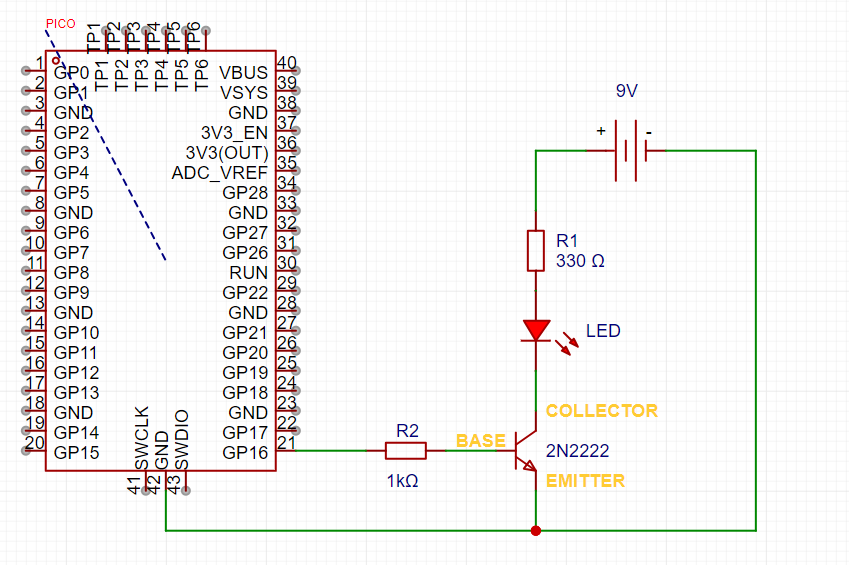 PICO
TP1
TP2
TP3
TP4
TP5
TP6
TP1
TP2
TP3
TP4
TP5
TP6
1 GP0 VBUS 40
2 GP1 VSYS 39
3 GND GND 38
4 GP2 3V3_EN 37
5 GP3 3V3(OUT) 36
6 GP4 ADC_VREF 35
7 GP5 GP28 34
8 GND GND 33
9 GP6 GP27 32
10 GP7 GP26 31
11 GP8 RUN 30
12 GP9 GP22 29
13 GND GND 28
14 GP10 GP21 27
15 GP11 GP20 26
16 GP12 GP19 25
17 GP13 GP18 24
18 GND GND 23
19 GP14 GP17 22
20 GP15 GP16 21
SWCLK
GND
SWDIO
41
42
43
R2
1kΩ
9V
+ -
R1
330 Ω
LED
COLLECTOR
BASE
2N2222
EMITTER